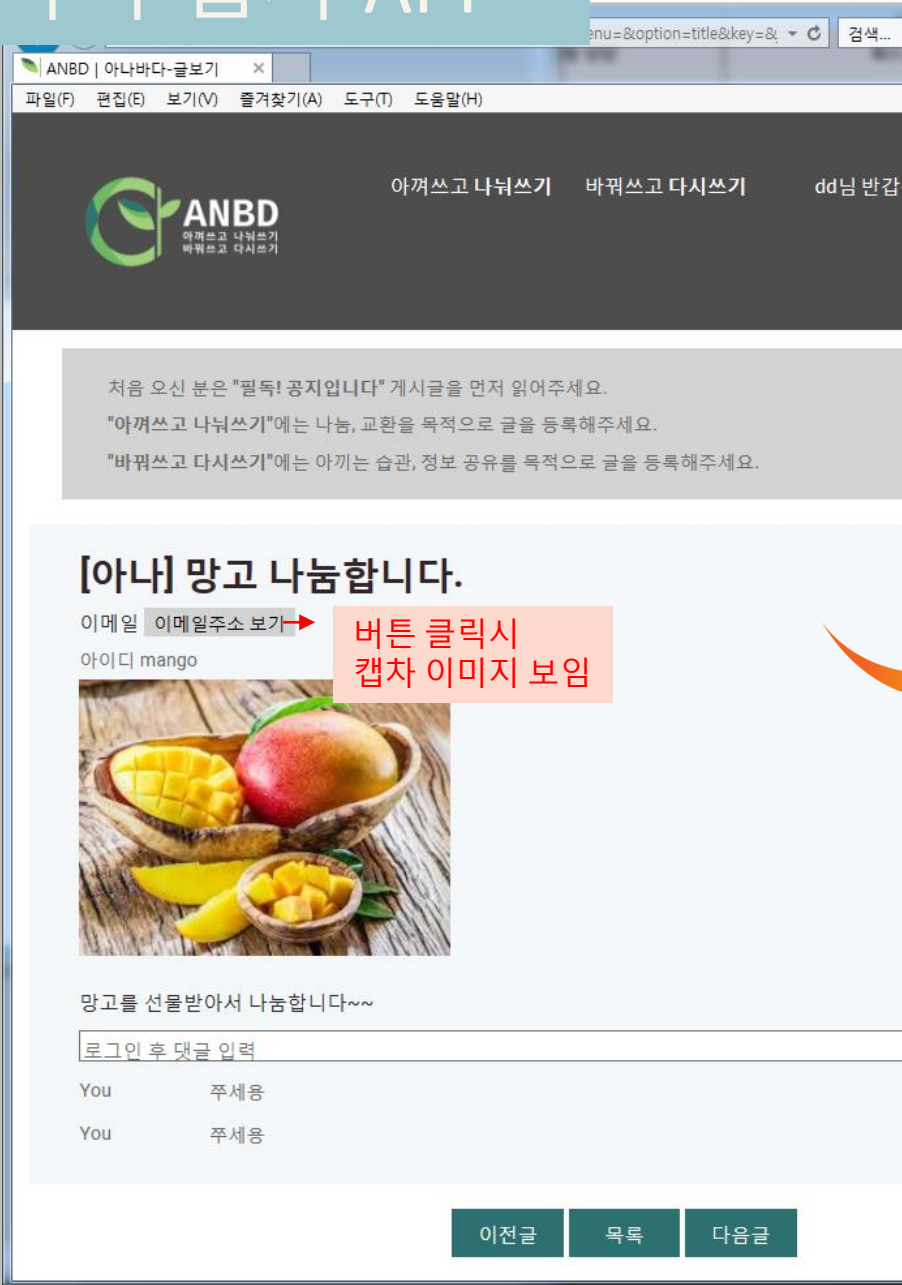 API
enu=&option=title&key=&
검색...
ANBD | 아나바다-글보기
파일(F) 편집(E) 보기(V) 즐겨찾기(A) 도구(T) 도움말(H)
아껴쓰고 나눠쓰기 바꿔쓰고 다시쓰기 dd님 반갑
ANBD
아껴쓰고 나눠쓰기
바꿔쓰고 다시쓰기
처음 오신 분은 "필독! 공지입니다" 게시글을 먼저 읽어주세요.
"아껴쓰고 나눠쓰기"에는 나눔, 교환을 목적으로 글을 등록해주세요.
"바꿔쓰고 다시쓰기"에는 아끼는 습관, 정보 공유를 목적으로 글을 등록해주세요.
[아나] 망고 나눔합니다.
이메일 이메일주소 보기
버튼 클릭시
캡차 이미지 보임
아이디 mango
망고를 선물받아서 나눔합니다~~
로그인 후 댓글 입력
You 쭈세용
You 쭈세용
이전글 목록 다음글